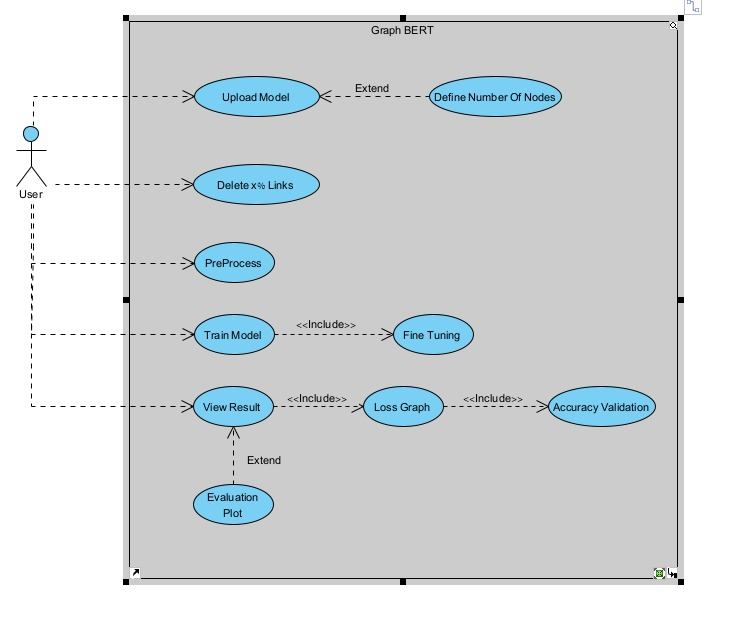 Graph BERT
Upload Model
Extend
Define Number Of Nodes
User
Delete x% Links
PreProcess
Train Model
<<Include>>
Fine Tuning
View Result
<<Include>>
Loss Graph
<<Include>>
Accuracy Validation
Extend
Evaluation
Plot